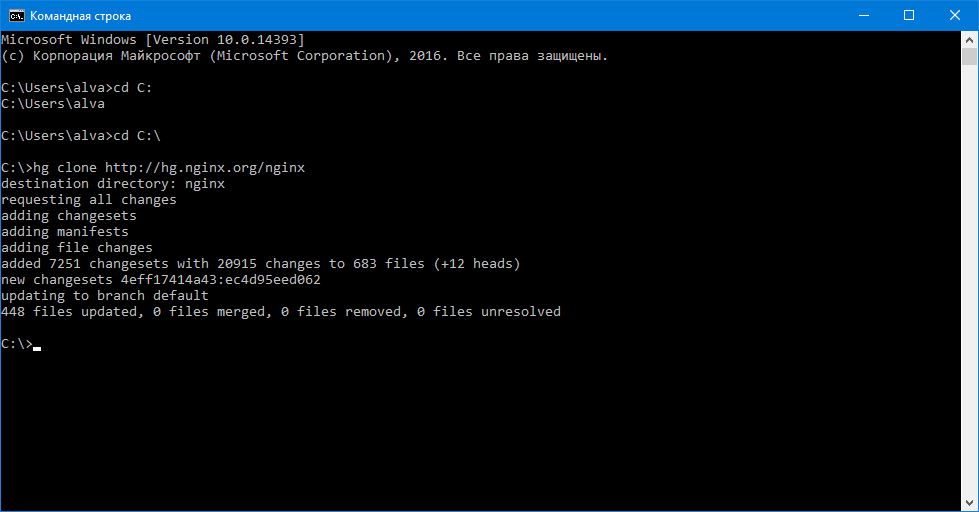 Командная строка
Microsoft Windows [Version 10.0.14393]
(c) Корпорация Майкрософт (Microsoft Corporation), 2016. Все права защищены.
C:\Users\alva>cd C:
C:\Users\alva
C:\Users\alva>cd C:\
C:\>hg clone http://hg.nginx.org/nginx
destination directory: nginx
requesting all changes
adding changesets
adding manifests
adding file changes
added 7251 changesets with 20915 changes to 683 files (+12 heads)
new changesets 4eff17414a43:ec4d95eed062
updating to branch default
448 files updated, 0 files merged, 0 files removed, 0 files unresolved
C:\>